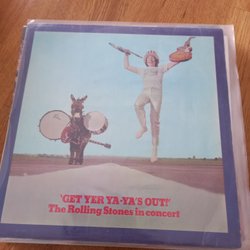 'GET YER YA-YA'S OUT!'
The Rolling Stones in concert